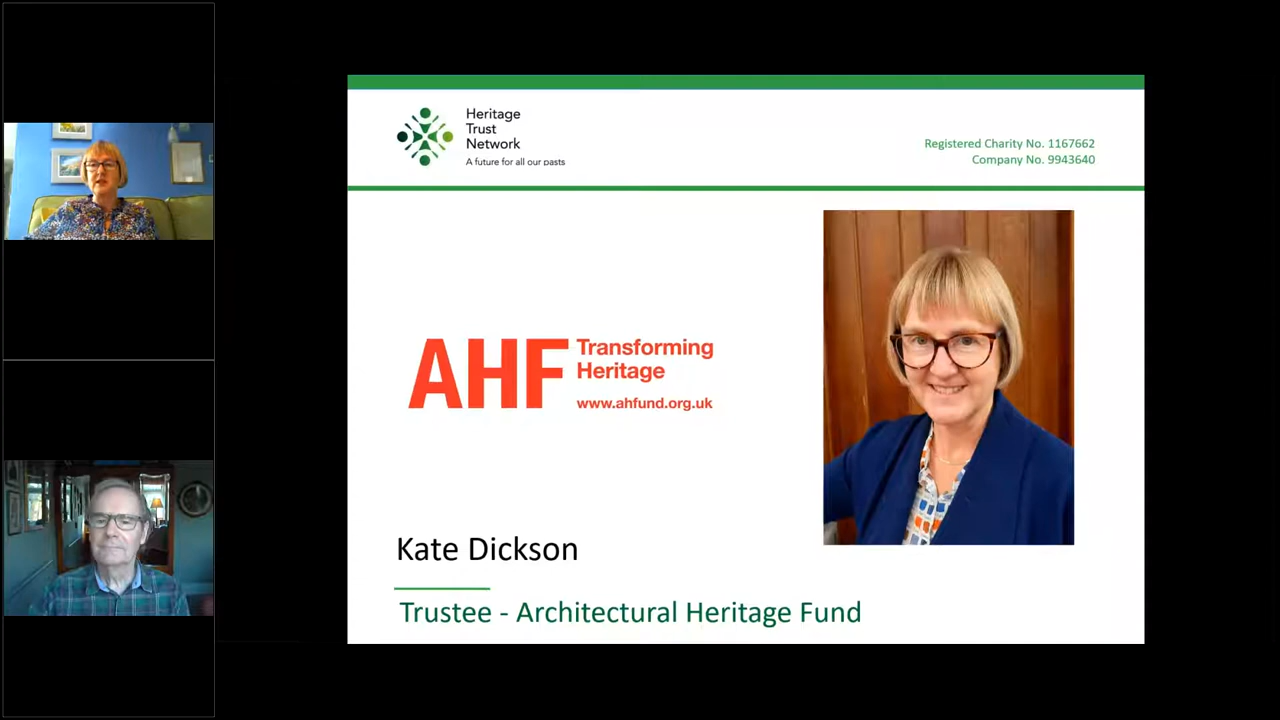 Heritage
Trust
Network
A future for all our pasts
Registered Charity No. 1167662
Company No. 9943640
AHF
Transforming
Heritage
www.ahfund.org.uk
Kate Dickson
Trustee - Architectural Heritage Fund